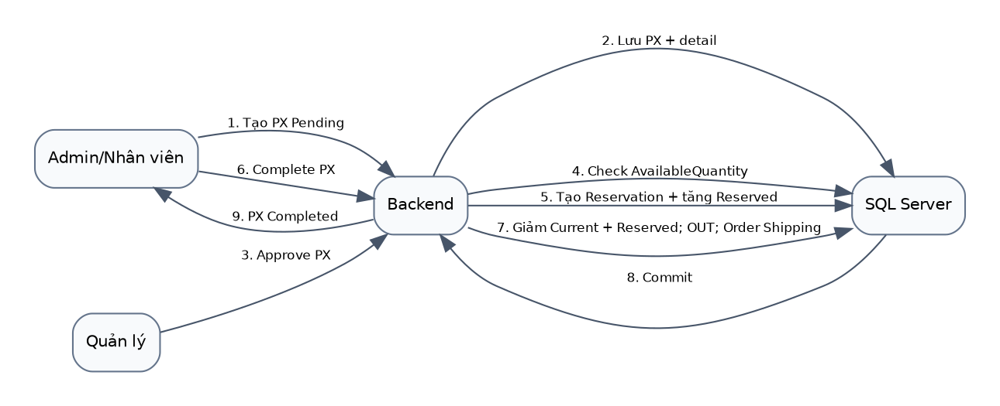 2. Lưu PX + detail
1. Tạo PX Pending
Admin/Nhân viên
6. Complete PX
4. Check AvailableQuantity
5. Tạo Reservation + tăng Reserved
Backend
SQL Server
9. PX Completed
7. Giảm Current + Reserved; OUT; Order Shipping
3. Approve PX
8. Commit
Quản lý